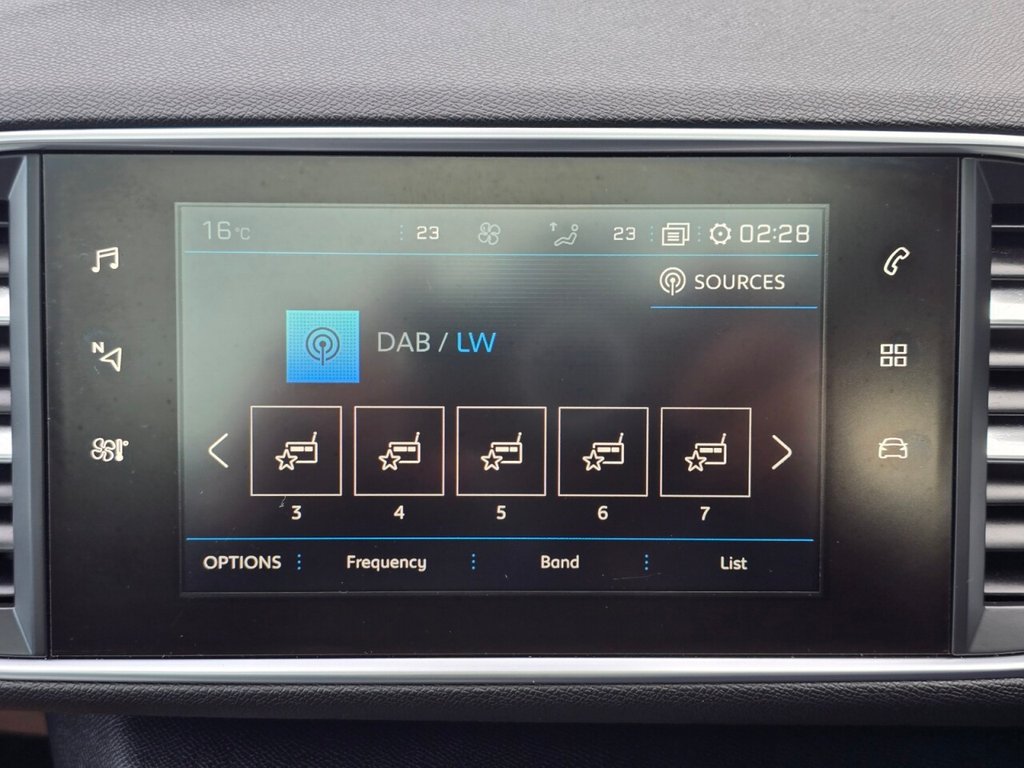 16°C 23 23 02:28
SOURCES
N
DAB / LW
3 4 5 6 7
OPTIONS Frequency Band List